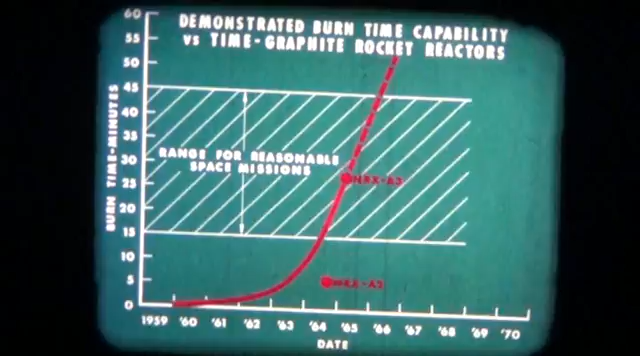 DEMONSTRATED BURN TIME CAPABILITY
vs TIME-GRAPHITE ROCKET REACTORS
BURN TIME-MINUTES
60
55
50
45
40
35
30
25
20
15
10
5
0
RANGE FOR REASONABLE
SPACE MISSIONS
NRX-A3
NRX-A2
1959 '60 '61 '62 '63 '64 '65 '66 '67 '68 '69 '70
DATE